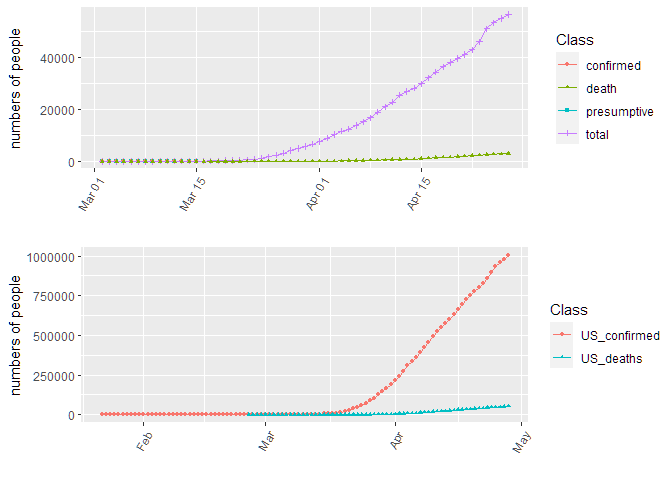 numbers of people
40000
20000
0
Mar 01
Mar 15
Apr 01
Apr 15
Class
confirmed
death
presumptive
total
numbers of people
1000000
750000
500000
250000
0
Feb
Mar
Apr
May
Class
US_confirmed
US_deaths